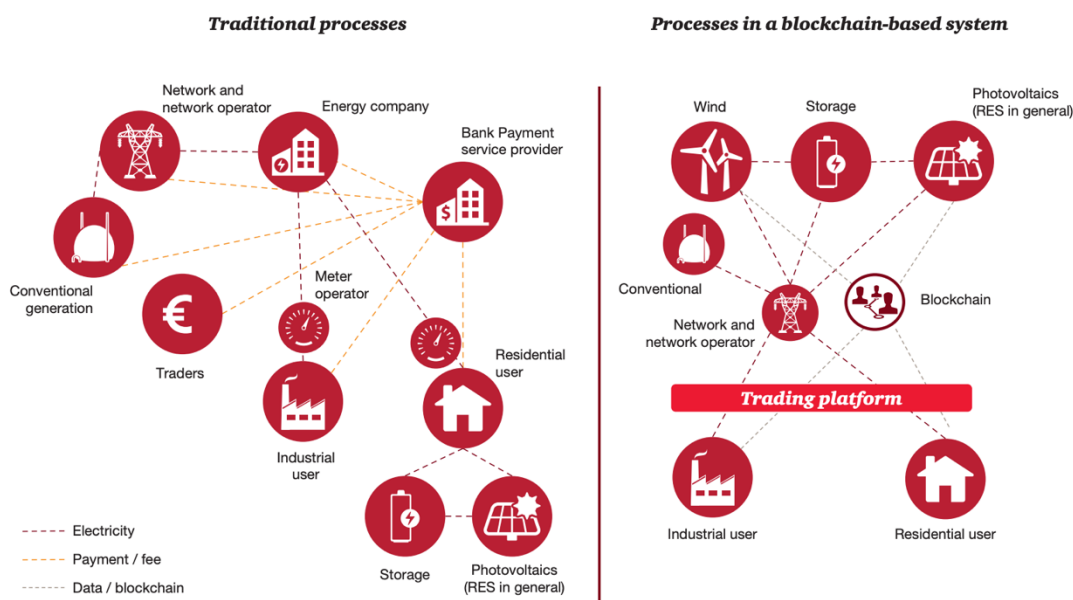 Traditional processes
Network and
network operator
Energy company
Bank Payment
service provider
$
Conventional
generation
€
Traders
Meter
operator
Residential
user
Industrial
user
Storage
Photovoltaics
(RES in general)
Electricity
Payment / fee
Data / blockchain
Processes in a blockchain-based system
Wind
Storage
Photovoltaics
(RES in general)
Conventional
Network and
network operator
Blockchain
Trading platform
Industrial user
Residential user